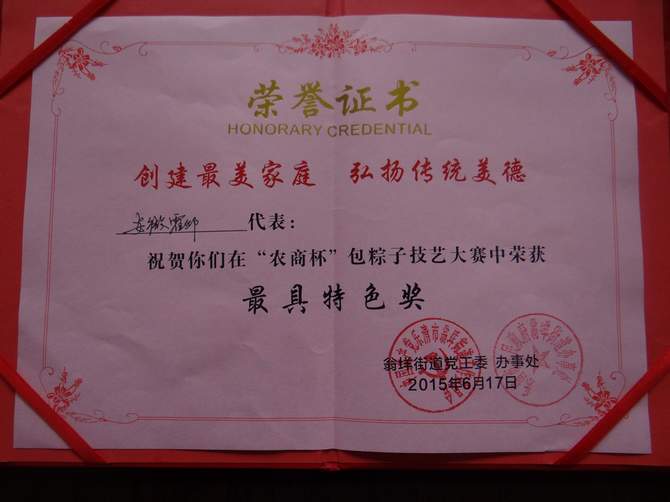 荣誉证书
HONORARY CREDENTIAL
创建最美家庭 弘扬传统美德
代表：
祝贺你们在“农商杯”包粽子技艺大赛中荣获
最具特色奖
翁垟街道党工委 办事处
2015年6月17日